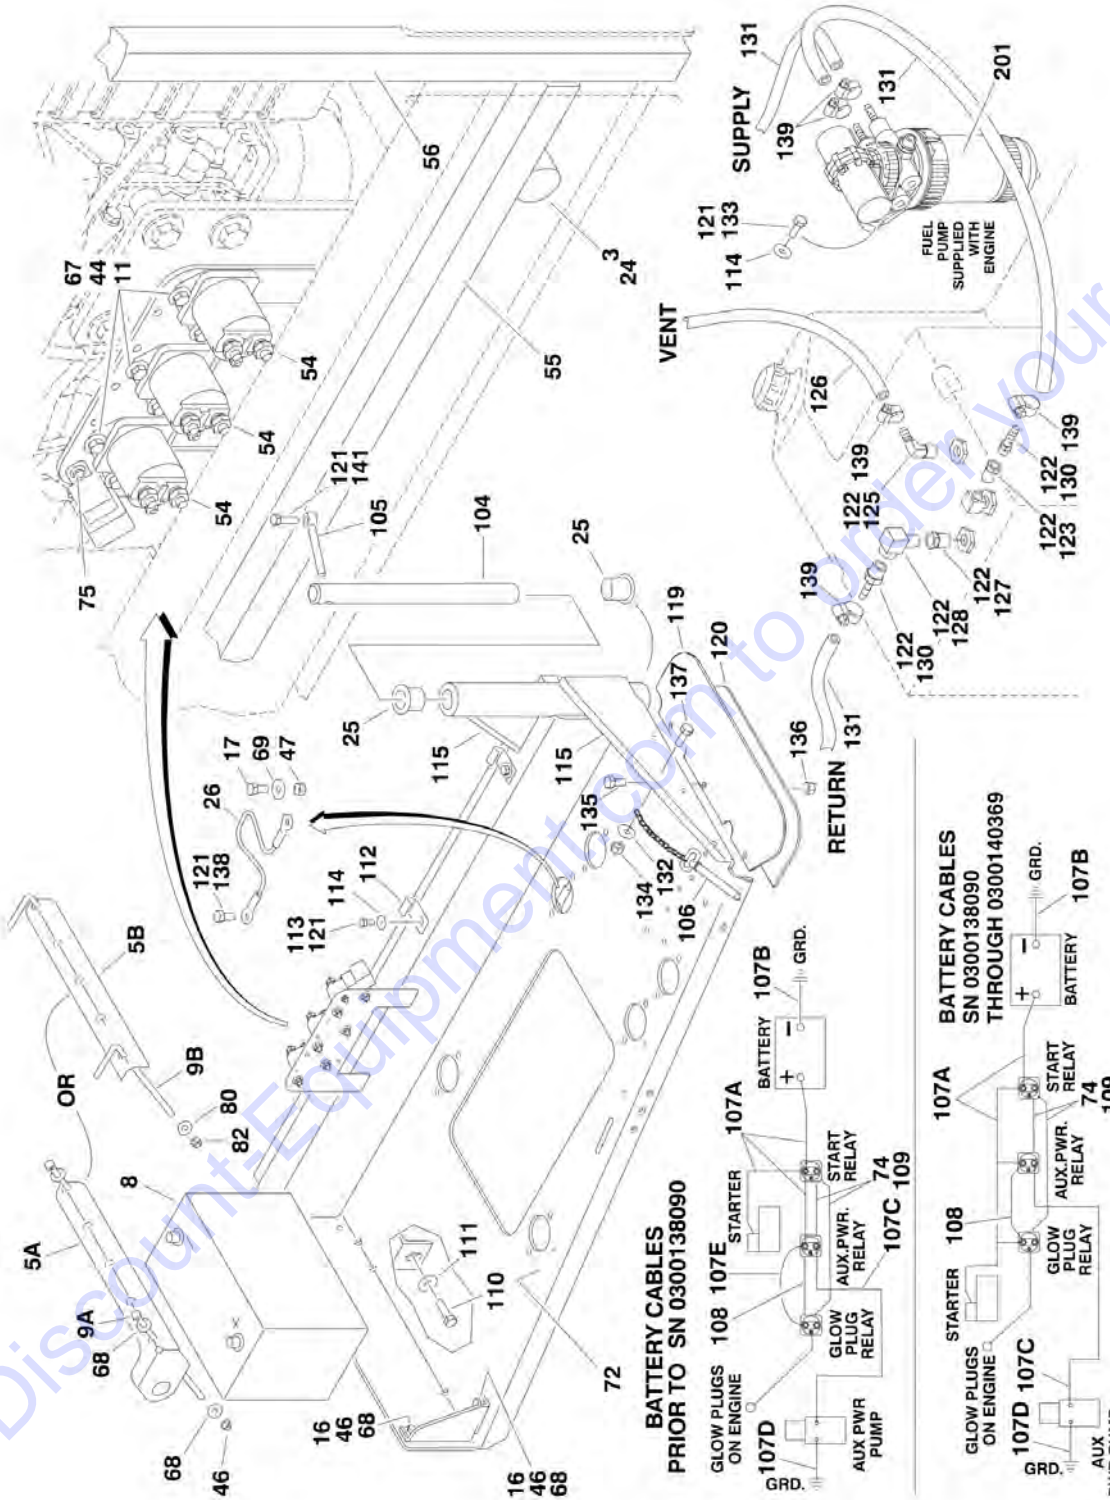 67
44
11
54
54
54
75
56
3
24
55
131
SUPPLY
139
131
201
121
133
114
FUEL
PUMP
SUPPLIED
WITH
ENGINE
VENT
126
139
122
125
139
122
130
122
123
122
127
122
128
122
130
139
131
RETURN
121
141
105
104
25
25
115
115
119
120
137
136
135
134
132
106
17
69
47
26
121
138
112
114
113
121
5B
OR
9B
80
82
8
5A
9A
68
68
46
16
46
68
16
46
68
111
110
72
BATTERY CABLES
PRIOR TO SN 0300138090
107B
GRD.
BATTERY
+
−
107A
STARTER
START
RELAY
74
109
107E
108
AUX.PWR.
RELAY
107C
GLOW
PLUG
RELAY
GLOW PLUGS
ON ENGINE
107D
GRD.
AUX PWR
PUMP
BATTERY CABLES
SN 0300138090
THROUGH 0300140369
GRD.
107B
+
−
BATTERY
107A
START
RELAY
74
109
AUX.PWR.
RELAY
108
GLOW
PLUG
RELAY
STARTER
GLOW PLUGS
ON ENGINE
107C
107D
GRD.
AUX
Discount-Equipment.com to order your